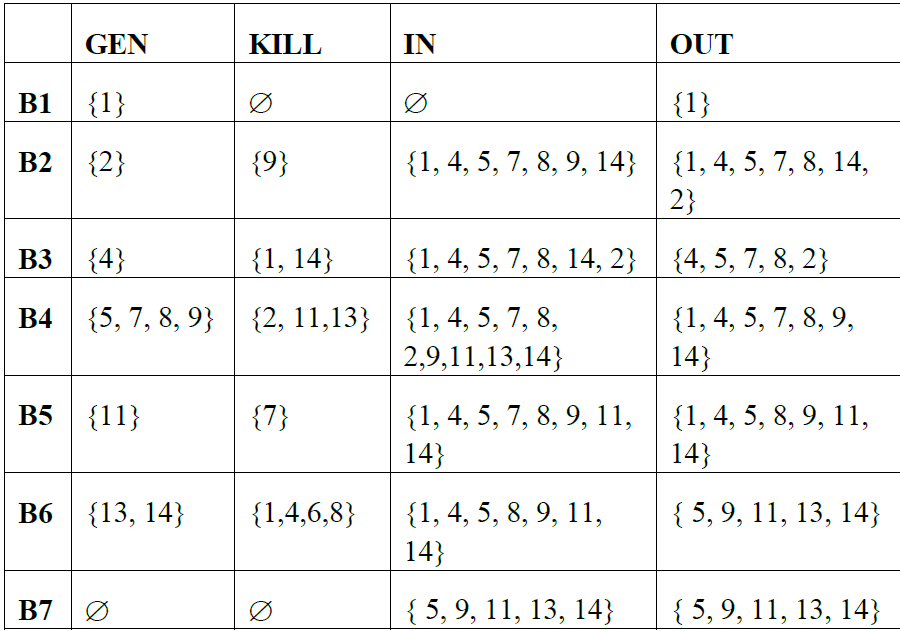 GEN KILL IN OUT
B1 {1} ∅ ∅ {1}
B2 {2} {9} {1, 4, 5, 7, 8, 9, 14} {1, 4, 5, 7, 8, 14,
2}
B3 {4} {1, 14} {1, 4, 5, 7, 8, 14, 2} {4, 5, 7, 8, 2}
B4 {5, 7, 8, 9} {2, 11,13} {1, 4, 5, 7, 8, {1, 4, 5, 7, 8, 9,
2,9,11,13,14} 14}
B5 {11} {7} {1, 4, 5, 7, 8, 9, 11, {1, 4, 5, 8, 9, 11,
14} 14}
B6 {13, 14} {1,4,6,8} {1, 4, 5, 8, 9, 11, { 5, 9, 11, 13, 14}
14}
B7 ∅ ∅ { 5, 9, 11, 13, 14} { 5, 9, 11, 13, 14}